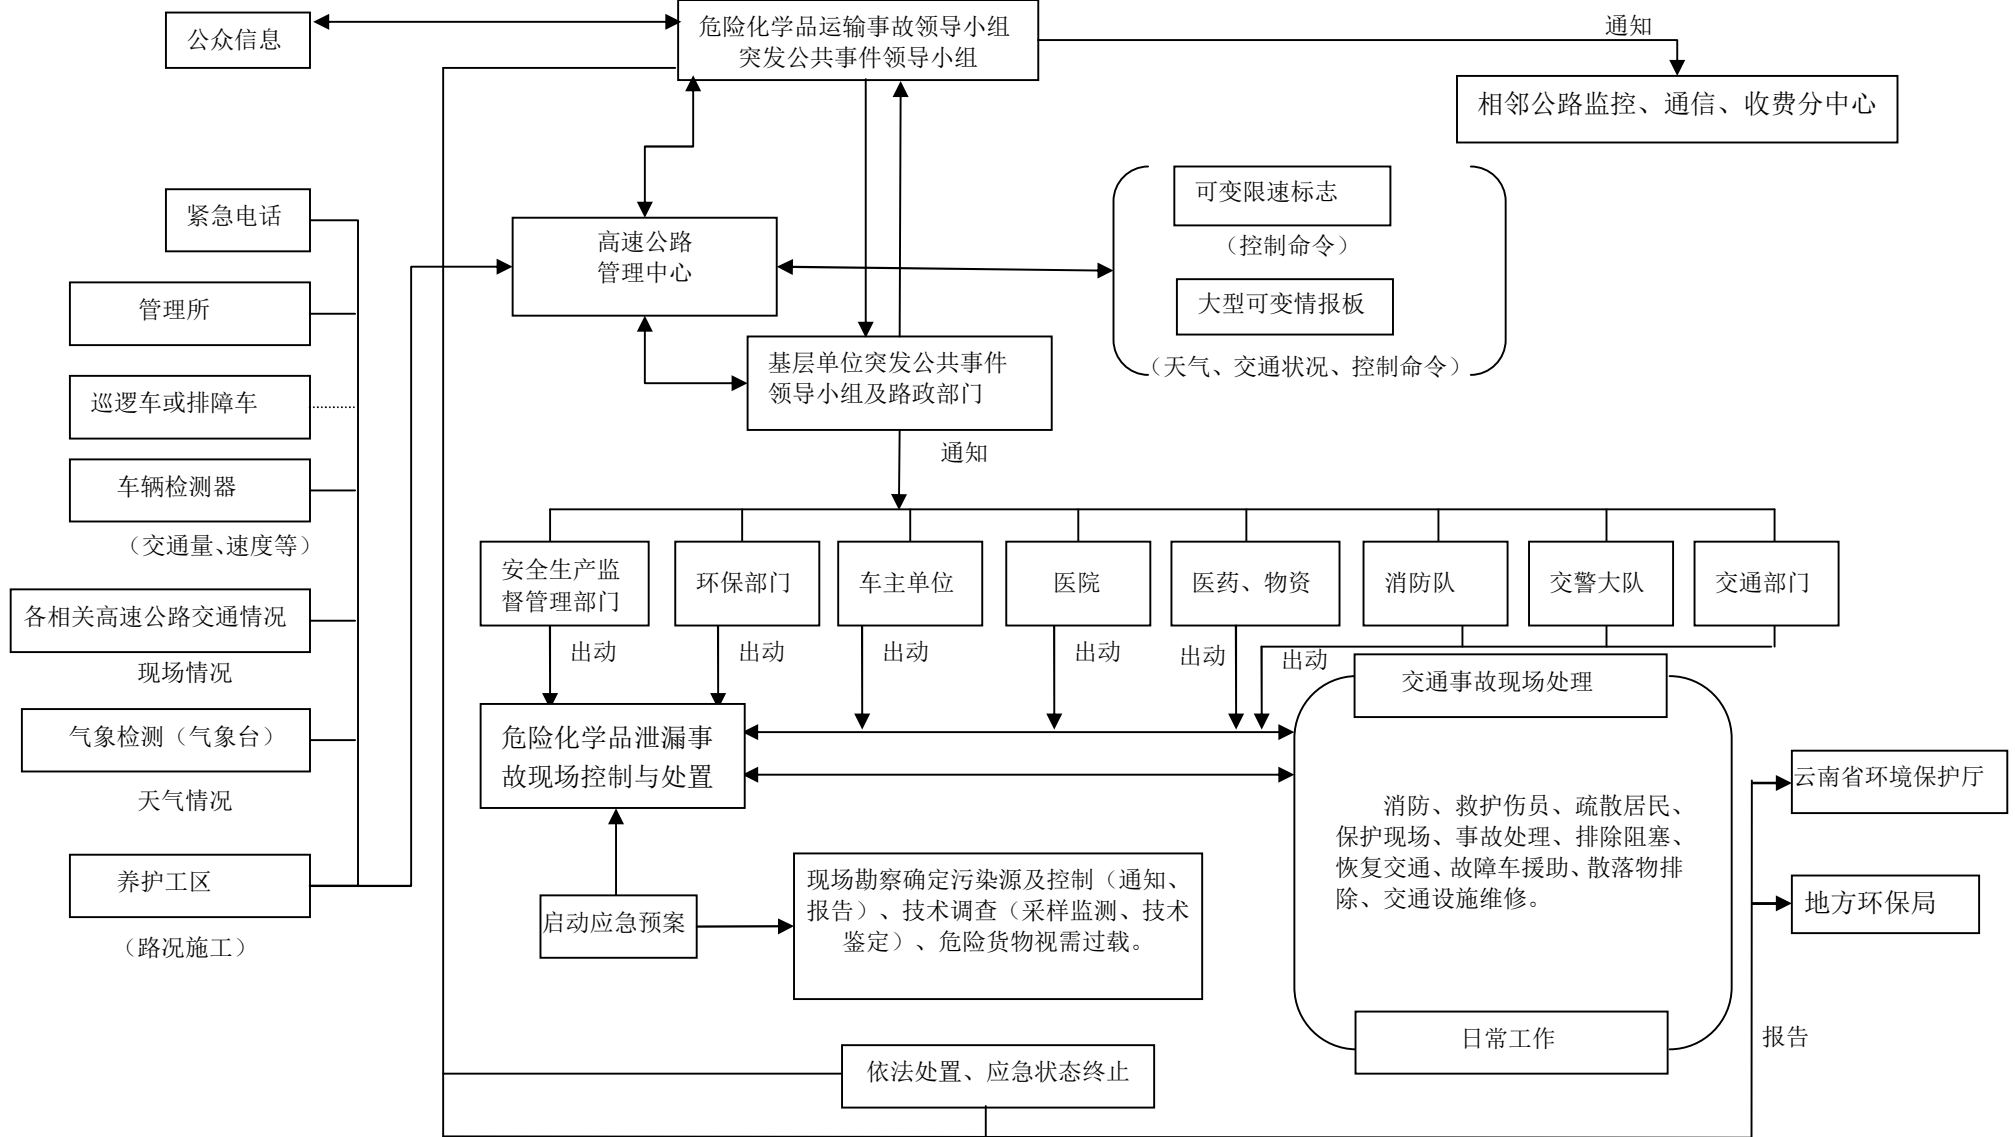 公众信息
危险化学品运输事故领导小组
突发公共事件领导小组
通知
相邻公路监控、通信、收费分中心
紧急电话
管理所
巡逻车或排障车
车辆检测器
（交通量、速度等）
各相关高速公路交通情况
现场情况
气象检测（气象台）
天气情况
养护工区
（路况施工）
高速公路
管理中心
可变限速标志
（控制命令）
大型可变情报板
（天气、交通状况、控制命令）
基层单位突发公共事件
领导小组及路政部门
通知
安全生产监
督管理部门
环保部门
车主单位
医院
医药、物资
消防队
交警大队
交通部门
出动
出动
出动
出动
出动
出动
危险化学品泄漏事
故现场控制与处置
交通事故现场处理
消防、救护伤员、疏散居民、
保护现场、事故处理、排除阻塞、
恢复交通、故障车援助、散落物排
除、交通设施维修。
日常工作
启动应急预案
现场勘察确定污染源及控制（通知、
报告）、技术调查（采样监测、技术
鉴定）、危险货物视需过载。
云南省环境保护厅
地方环保局
报告
依法处置、应急状态终止